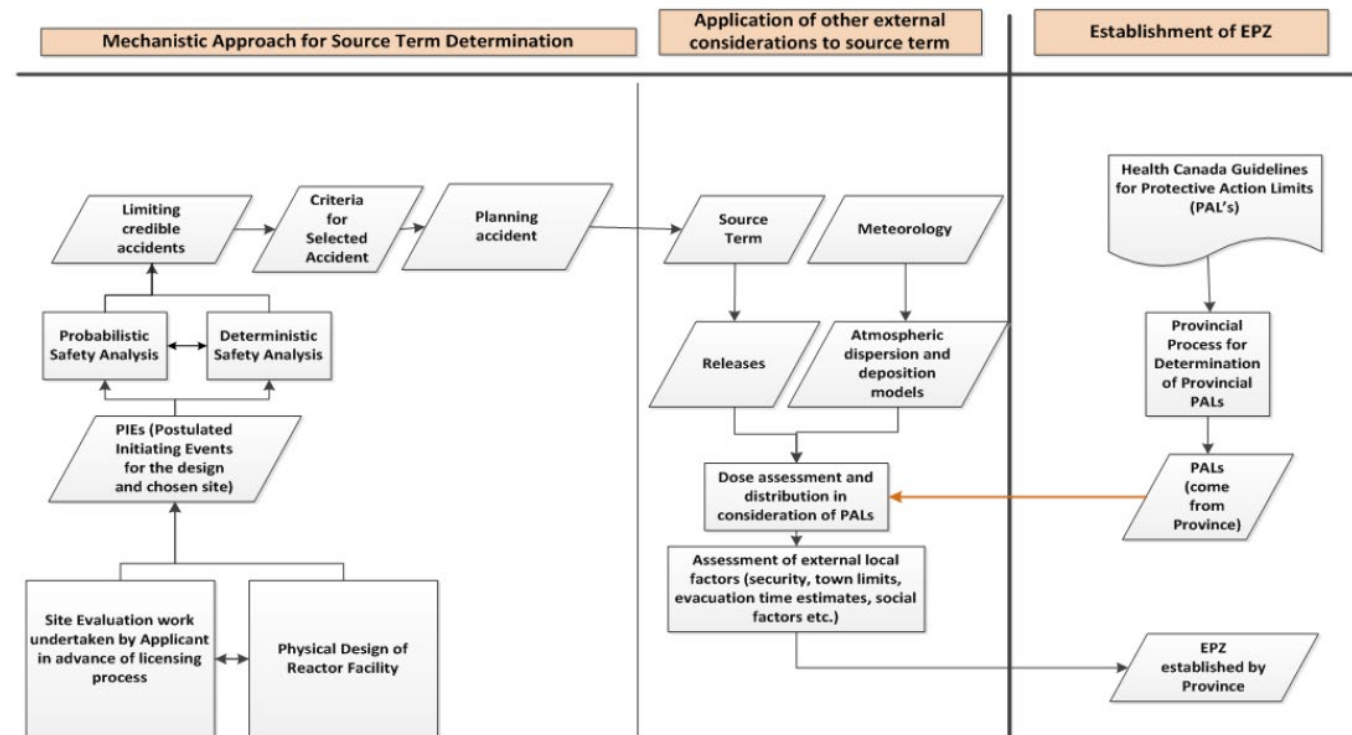 Mechanistic Approach for Source Term Determination
Application of other external
considerations to source term
Establishment of EPZ
Limiting
credible
accidents
Criteria
for
Selected
Accident
Planning
accident
Source
Term
Meteorology
Health Canada Guidelines
for Protective Action Limits
(PAL's)
Probabilistic
Safety Analysis
Deterministic
Safety Analysis
Releases
Atmospheric
dispersion and
deposition
models
Provincial
Process for
Determination
of Provincial
PALs
PIEs (Postulated
Initiating Events
for the design
and chosen site)
Dose assessment and
distribution in
consideration of PALs
PALs
(come
from
Province)
Assessment of external local
factors (security, town limits,
evacuation time estimates, social
factors etc.)
Site Evaluation work
undertaken by Applicant
in advance of licensing
process
Physical Design of
Reactor Facility
EPZ
established by
Province